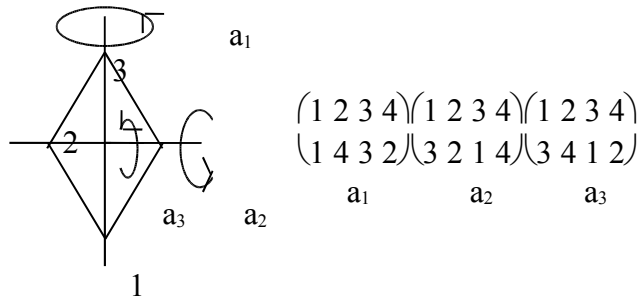 a₁
3
(1 2 3 4)(1 2 3 4)(1 2 3 4)
2
(1 4 3 2)(3 2 1 4)(3 4 1 2)
a₁ a₂ a₃
a₃ a₂
1